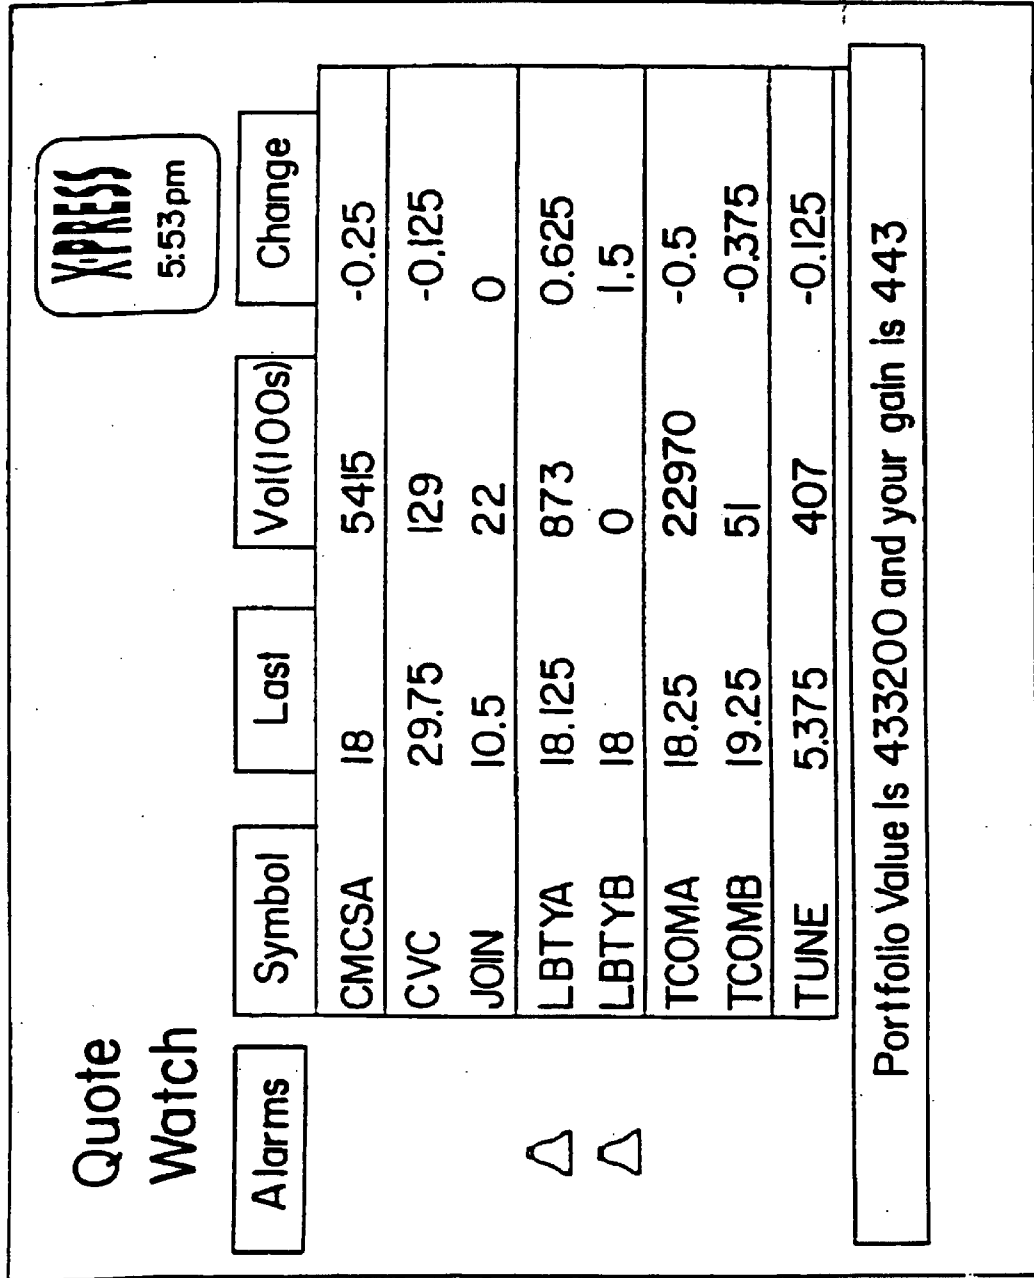 Quote
Watch
X·PRESS
5:53pm
Alarms Symbol Last Vol(100s) Change
CMCSA 18 5415 -0.25
CVC 29.75 129 -0.125
JOIN 10.5 22 0
LBTYA 18.125 873 0.625
LBTYB 18 0 1.5
TCOMA 18.25 22970 -0.5
TCOMB 19.25 51 -0.375
TUNE 5.375 407 -0.125
Portfolio Value Is 433200 and your gain is 443